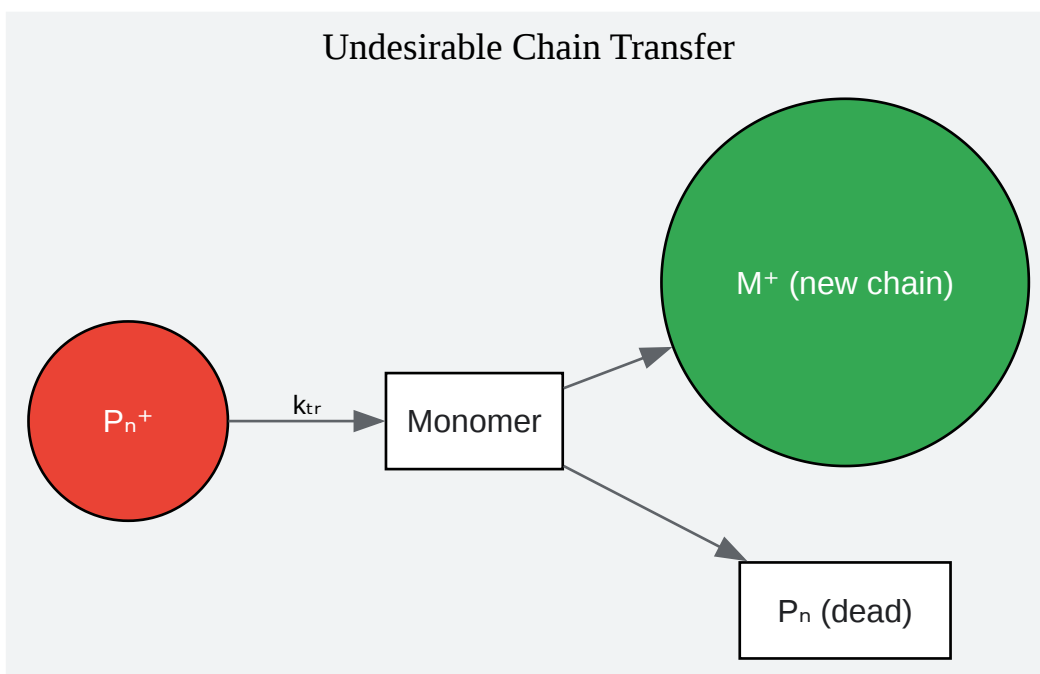 Undesirable Chain Transfer
M⁺ (new chain)
Pₙ⁺
kₜᵣ
Monomer
Pₙ (dead)